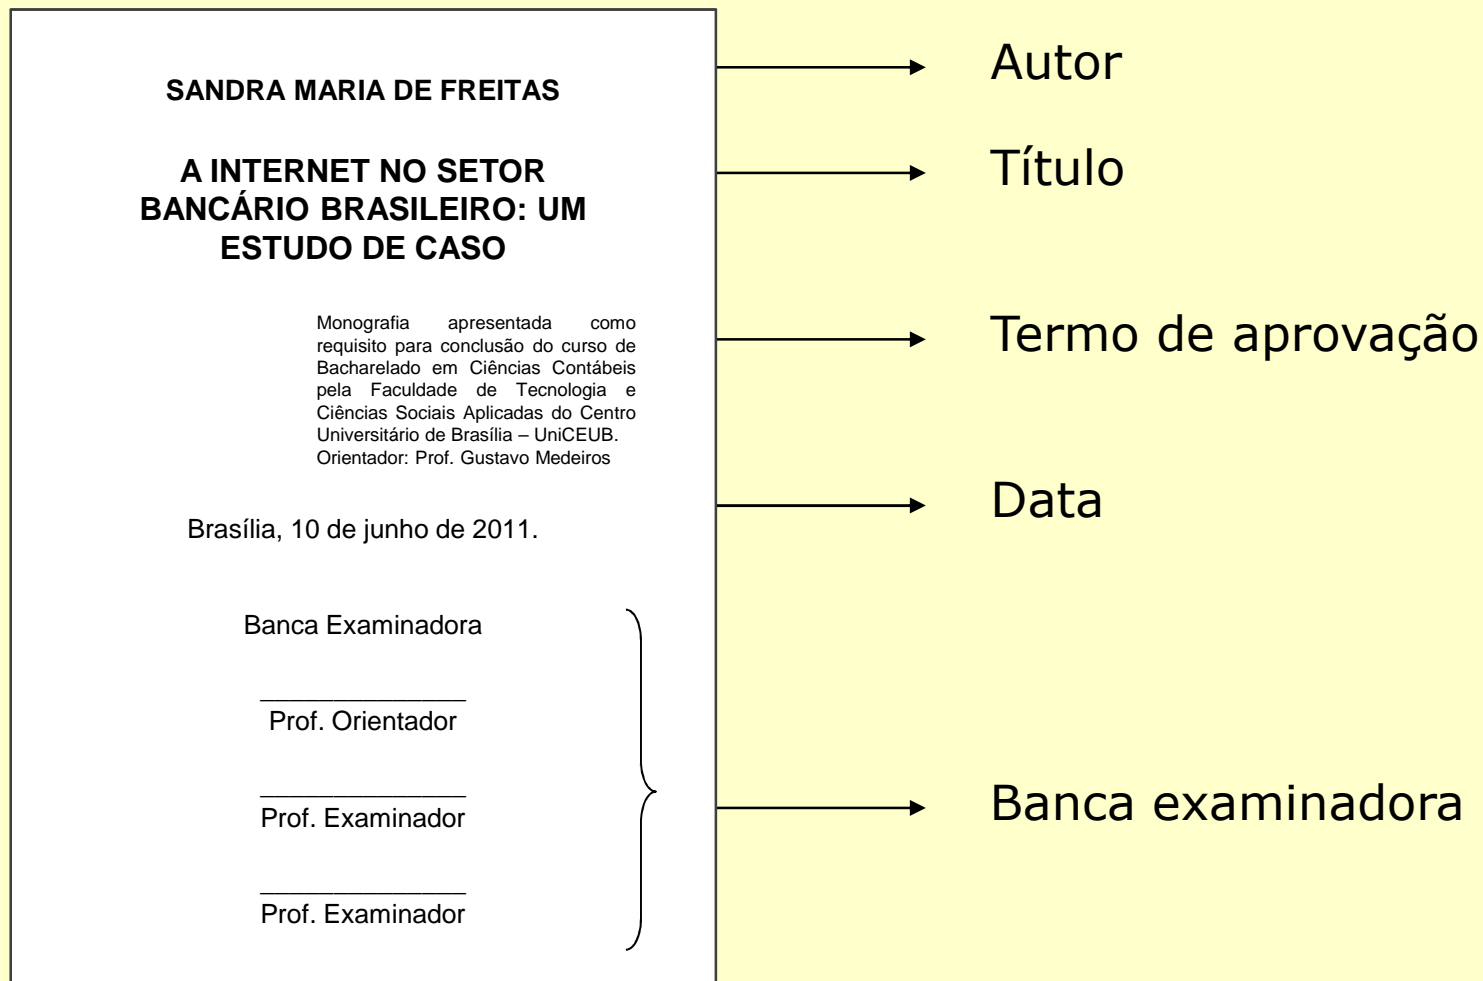 SANDRA MARIA DE FREITAS
A INTERNET NO SETOR
BANCÁRIO BRASILEIRO: UM
ESTUDO DE CASO
Monografia apresentada como
requisito para conclusão do curso de
Bacharelado em Ciências Contábeis
pela Faculdade de Tecnologia e
Ciências Sociais Aplicadas do Centro
Universitário de Brasília – UniCEUB.
Orientador: Prof. Gustavo Medeiros
Brasília, 10 de junho de 2011.
Banca Examinadora
______________
Prof. Orientador
______________
Prof. Examinador
______________
Prof. Examinador
Autor
Título
Termo de aprovação
Data
Banca examinadora